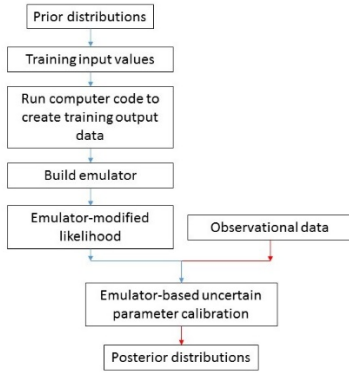 Prior distributions
Training input values
Run computer code to
create training output
data
Build emulator
Emulator-modified
likelihood
Observational data
Emulator-based uncertain
parameter calibration
Posterior distributions